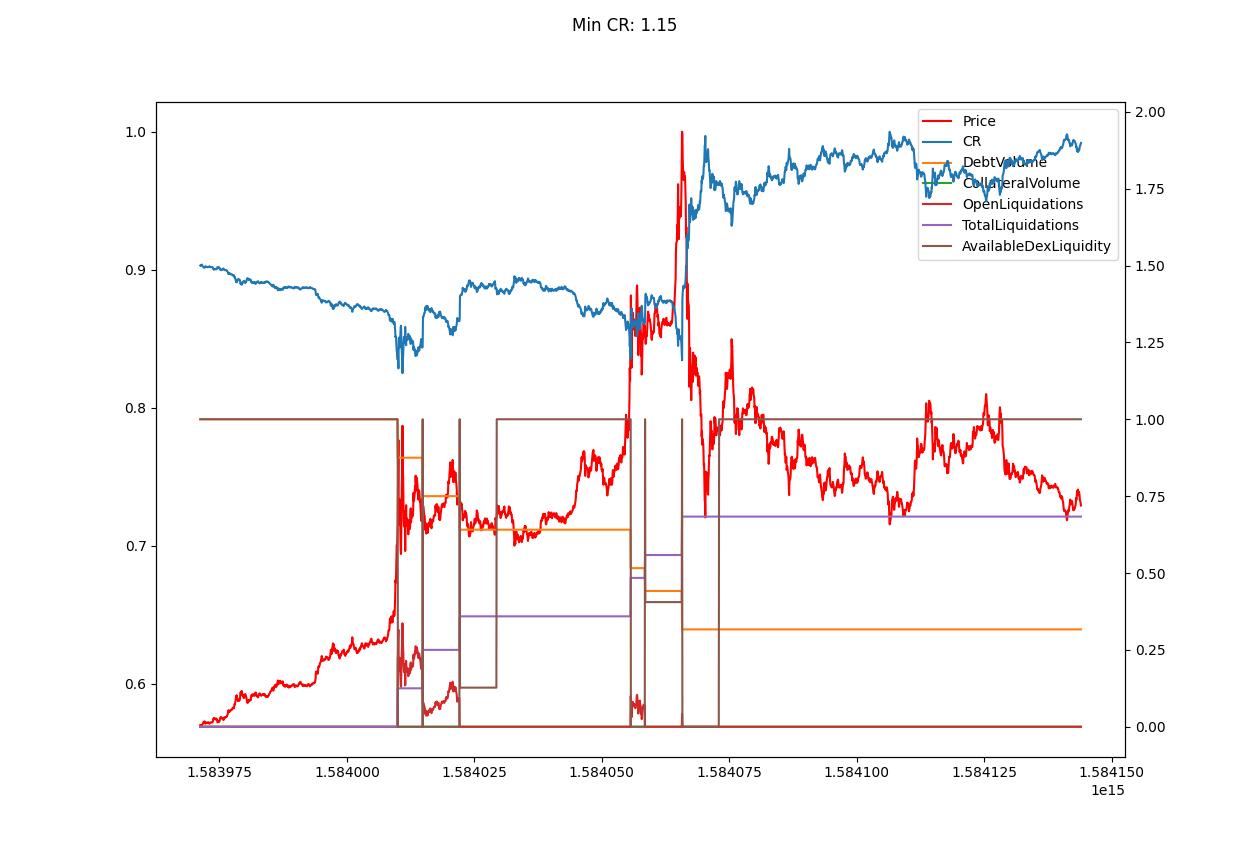 Min CR: 1.15
1.0
0.9
0.8
0.7
0.6
2.00
1.75
1.50
1.25
1.00
0.75
0.50
0.25
0.00
Price
CR
DebtVolume
CollateralVolume
OpenLiquidations
TotalLiquidations
AvailableDexLiquidity
1.583975 1.584000 1.584025 1.584050 1.584075 1.584100 1.584125 1.584150
1e15